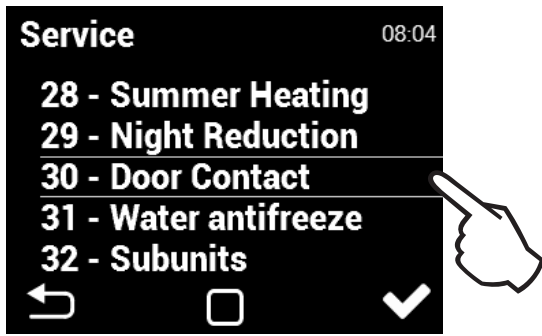 Service 08:04
28 - Summer Heating
29 - Night Reduction
30 - Door Contact
31 - Water antifreeze
32 - Subunits